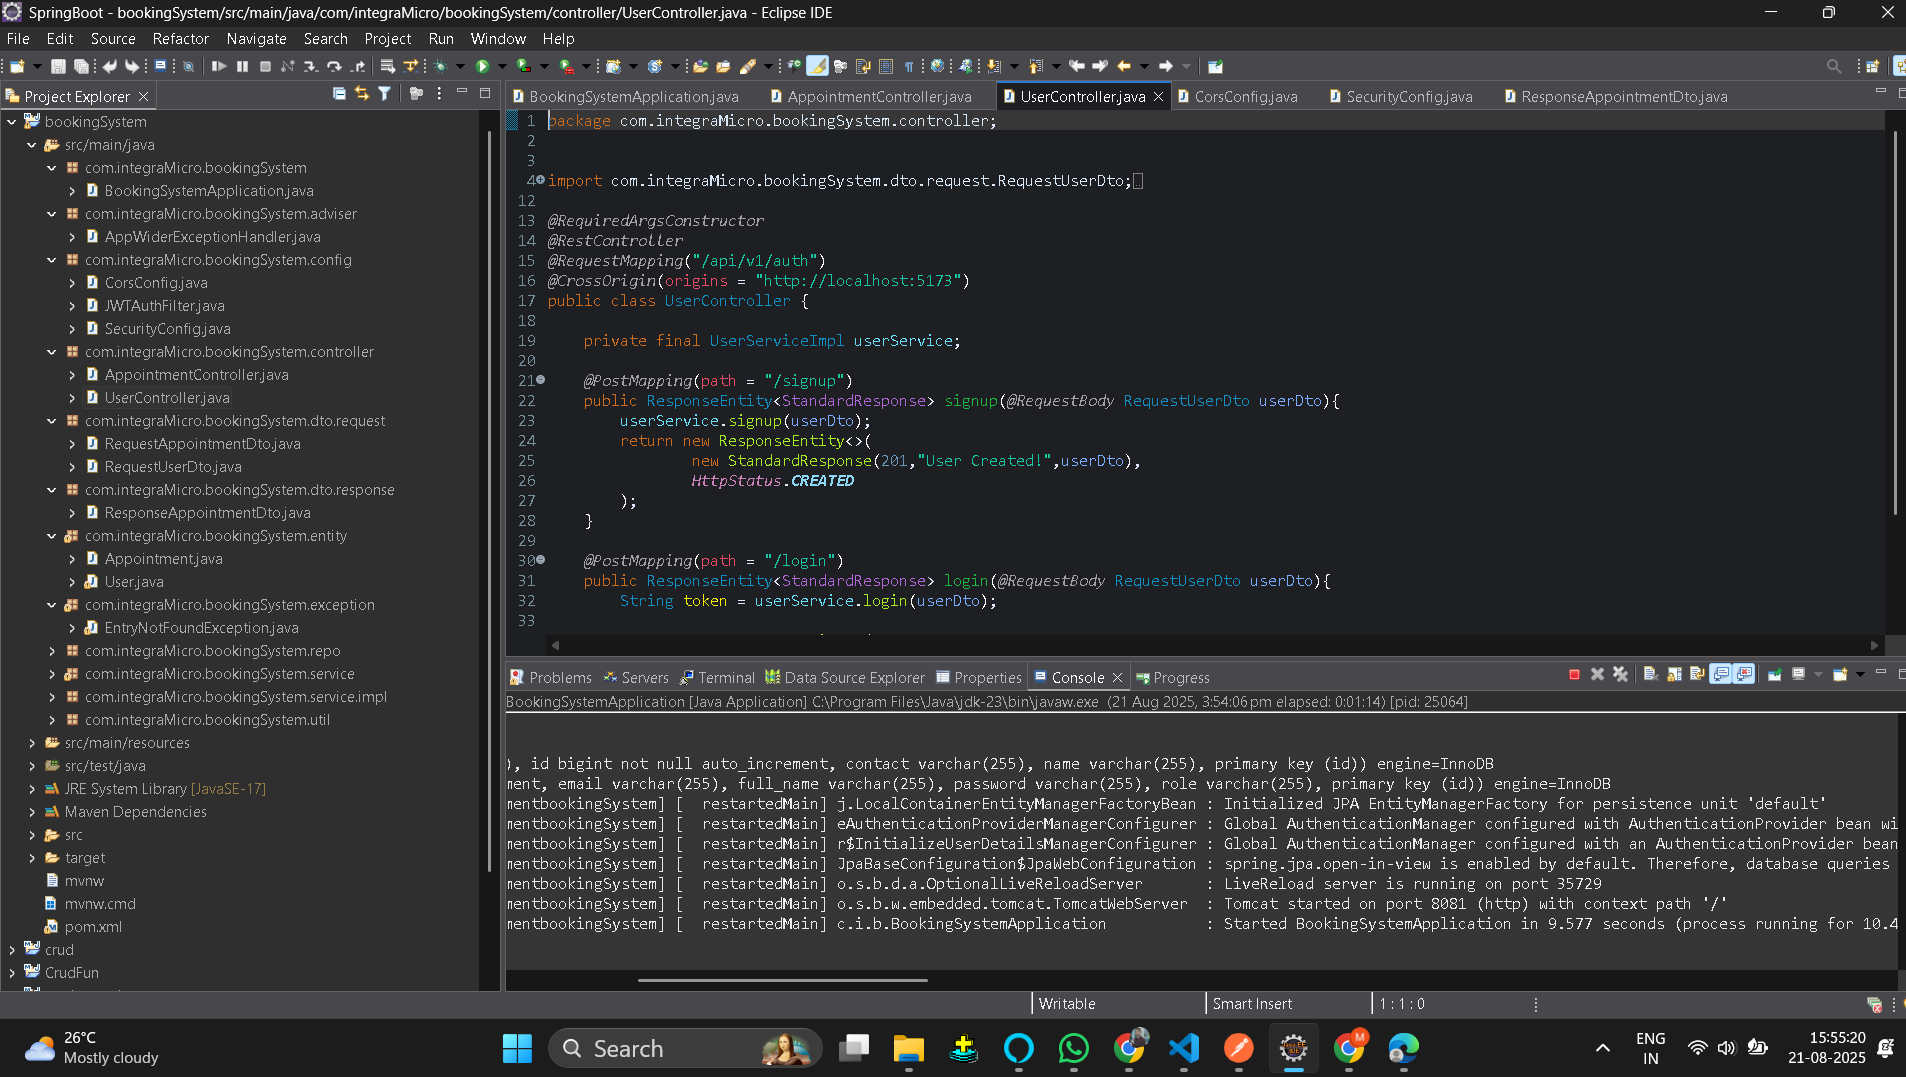 SpringBoot - bookingSystem/src/main/java/com/integraMicro/bookingSystem/controller/UserController.java - Eclipse IDE
File Edit Source Refactor Navigate Search Project Run Window Help
Project Explorer
BookingSystemApplication.java AppointmentController.java UserController.java CorsConfig.java SecurityConfig.java ResponseAppointmentDto.java
bookingSystem
src/main/java
com.integraMicro.bookingSystem
BookingSystemApplication.java
com.integraMicro.bookingSystem.adviser
AppWiderExceptionHandler.java
com.integraMicro.bookingSystem.config
CorsConfig.java
JWTAuthFilter.java
SecurityConfig.java
com.integraMicro.bookingSystem.controller
AppointmentController.java
UserController.java
com.integraMicro.bookingSystem.dto.request
RequestAppointmentDto.java
RequestUserDto.java
com.integraMicro.bookingSystem.dto.response
ResponseAppointmentDto.java
com.integraMicro.bookingSystem.entity
Appointment.java
User.java
com.integraMicro.bookingSystem.exception
EntryNotFoundException.java
com.integraMicro.bookingSystem.repo
com.integraMicro.bookingSystem.service
com.integraMicro.bookingSystem.service.impl
com.integraMicro.bookingSystem.util
src/main/resources
src/test/java
JRE System Library [JavaSE-17]
Maven Dependencies
src
target
mvnw
mvnw.cmd
pom.xml
crud
CrudFun
1 package com.integraMicro.bookingSystem.controller;
2
3
4 import com.integraMicro.bookingSystem.dto.request.RequestUserDto;
12
13 @RequiredArgsConstructor
14 @RestController
15 @RequestMapping("/api/v1/auth")
16 @CrossOrigin(origins = "http://localhost:5173")
17 public class UserController {
18
19 private final UserServiceImpl userService;
20
21 @PostMapping(path = "/signup")
22 public ResponseEntity<StandardResponse> signup(@RequestBody RequestUserDto userDto){
23 userService.signup(userDto);
24 return new ResponseEntity<>(
25 new StandardResponse(201,"User Created!",userDto),
26 HttpStatus.CREATED
27 );
28 }
29
30 @PostMapping(path = "/login")
31 public ResponseEntity<StandardResponse> login(@RequestBody RequestUserDto userDto){
32 String token = userService.login(userDto);
33
Problems Servers Terminal Data Source Explorer Properties Console Progress
BookingSystemApplication [Java Application] C:\Program Files\Java\jdk-23\bin\javaw.exe (21 Aug 2025, 3:54:06 pm elapsed: 0:01:14) [pid: 25064]
), id bigint not null auto_increment, contact varchar(255), name varchar(255), primary key (id)) engine=InnoDB
ment, email varchar(255), full_name varchar(255), password varchar(255), role varchar(255), primary key (id)) engine=InnoDB
mentbookingSystem] [ restartedMain] j.LocalContainerEntityManagerFactoryBean : Initialized JPA EntityManagerFactory for persistence unit 'default'
mentbookingSystem] [ restartedMain] eAuthenticationProviderManagerConfigurer : Global AuthenticationManager configured with AuthenticationProvider bean wi
mentbookingSystem] [ restartedMain] r$InitializeUserDetailsManagerConfigurer : Global AuthenticationManager configured with an AuthenticationProvider bean
mentbookingSystem] [ restartedMain] JpaBaseConfiguration$JpaWebConfiguration : spring.jpa.open-in-view is enabled by default. Therefore, database queries
mentbookingSystem] [ restartedMain] o.s.b.d.a.OptionalLiveReloadServer : LiveReload server is running on port 35729
mentbookingSystem] [ restartedMain] o.s.b.w.embedded.tomcat.TomcatWebServer : Tomcat started on port 8081 (http) with context path '/'
mentbookingSystem] [ restartedMain] c.i.b.BookingSystemApplication : Started BookingSystemApplication in 9.577 seconds (process running for 10.4
Writable Smart Insert 1 : 1 : 0
26°C
Mostly cloudy
Search
ENG
IN
15:55:20
21-08-2025